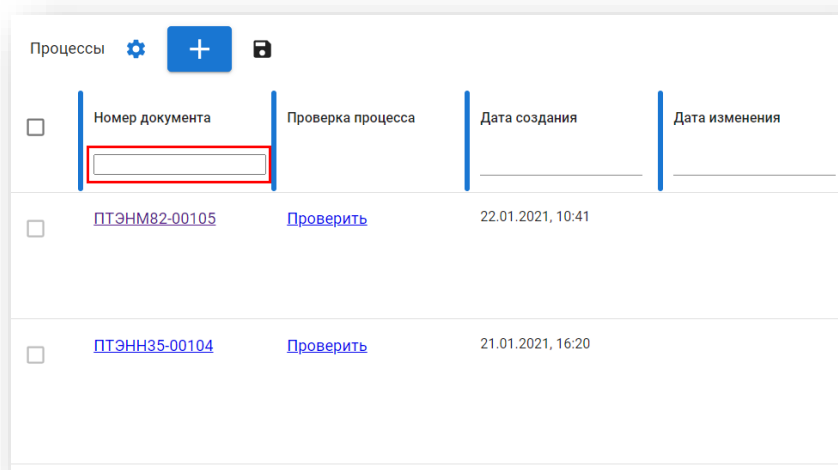 Процессы
Номер документа Проверка процесса Дата создания Дата изменения
ПТЭНМ82-00105 Проверить 22.01.2021, 10:41
ПТЭНН35-00104 Проверить 21.01.2021, 16:20